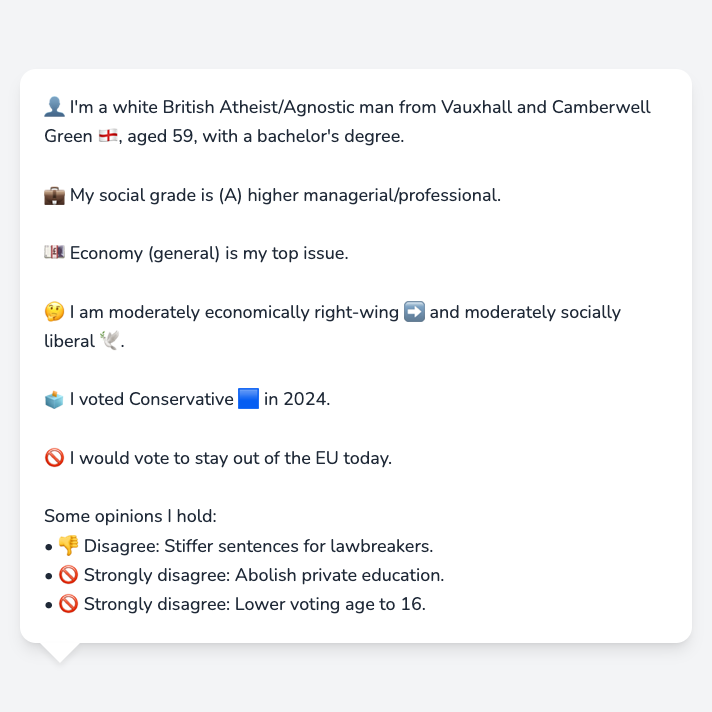 👤 I'm a white British Atheist/Agnostic man from Vauxhall and Camberwell
Green 🏴󠁧󠁢󠁥󠁮󠁧󠁿, aged 59, with a bachelor's degree.
💼 My social grade is (A) higher managerial/professional.
💷 Economy (general) is my top issue.
🤔 I am moderately economically right-wing ➡️ and moderately socially
liberal 🕊️.
🗳️ I voted Conservative 🟦 in 2024.
🚫 I would vote to stay out of the EU today.
Some opinions I hold:
• 👎 Disagree: Stiffer sentences for lawbreakers.
• 🚫 Strongly disagree: Abolish private education.
• 🚫 Strongly disagree: Lower voting age to 16.